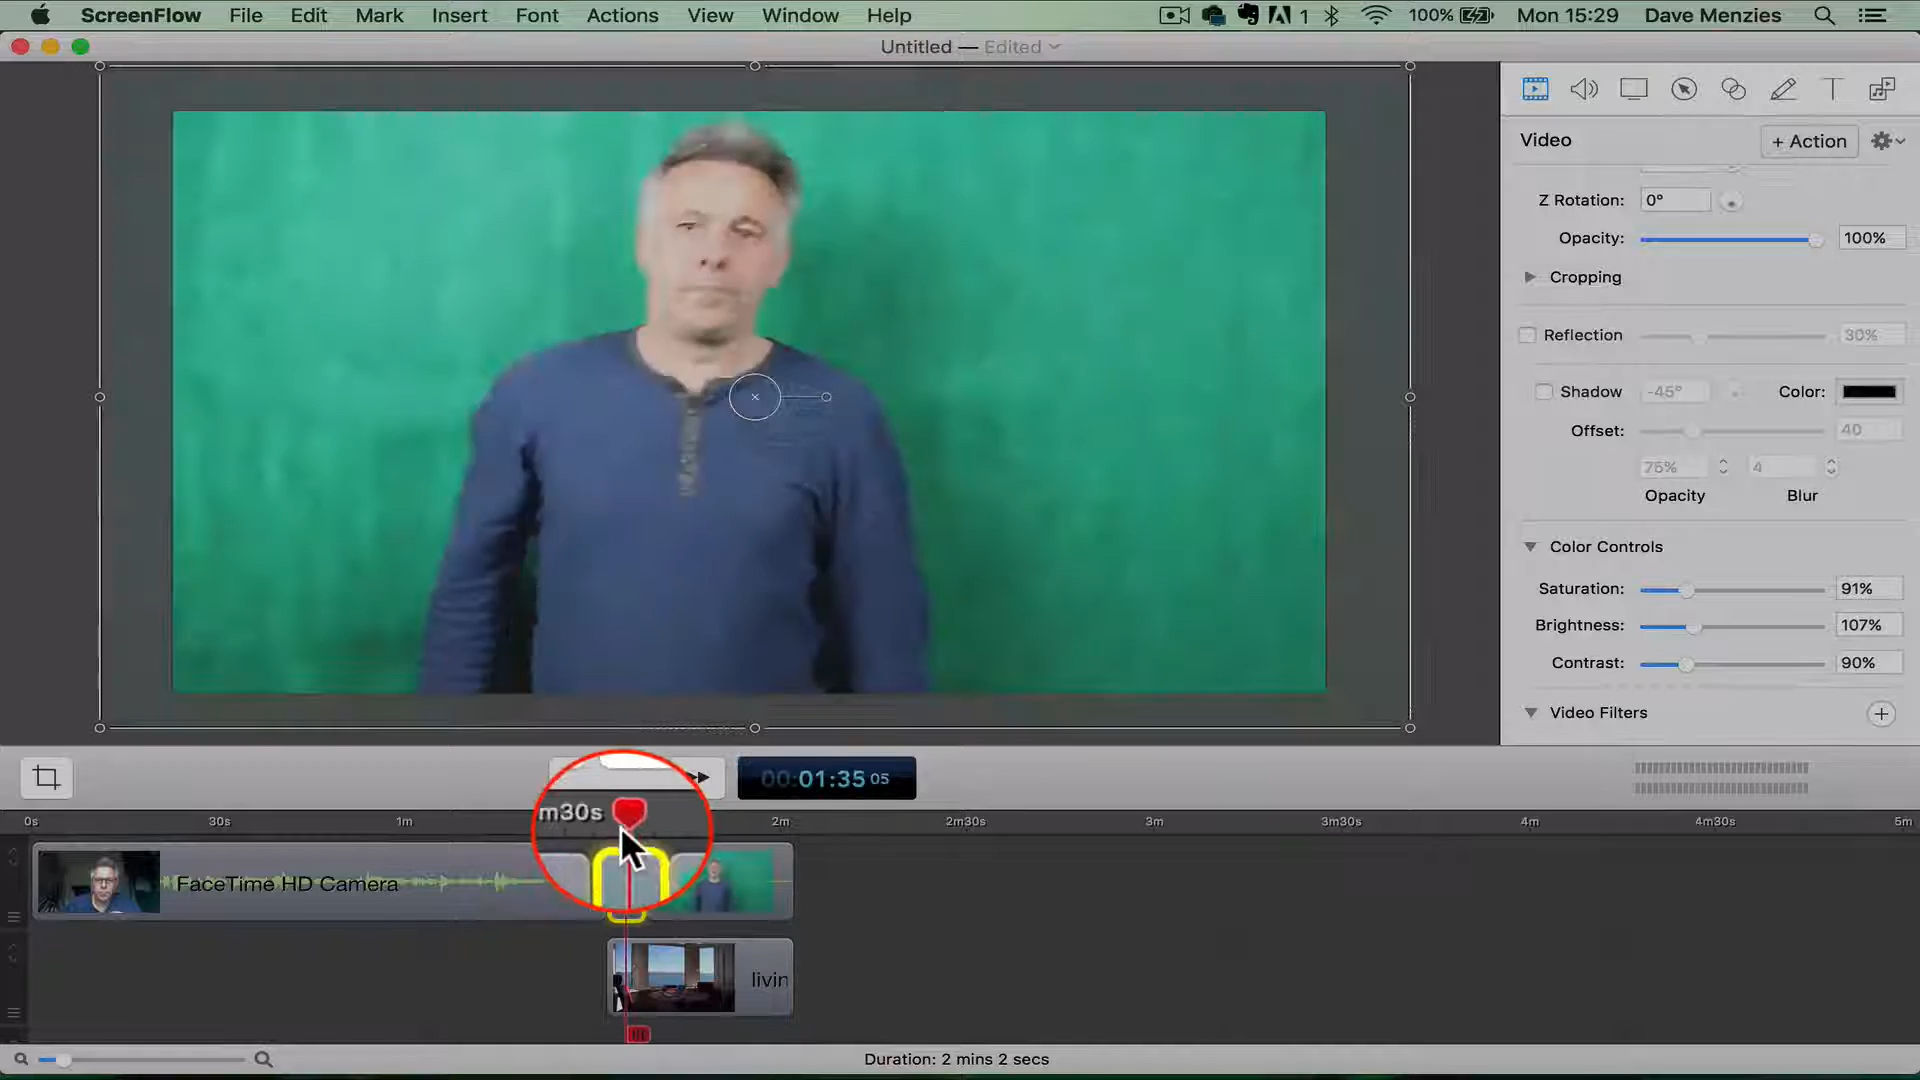 ScreenFlow File Edit Mark Insert Font Actions View Window Help 1 100% Mon 15:29 Dave Menzies
Untitled — Edited
Video + Action
Z Rotation: 0°
Opacity: 100%
Cropping
Reflection 30%
Shadow -45° Color:
Offset: 40
75% 4
Opacity Blur
Color Controls
Saturation: 91%
Brightness: 107%
Contrast: 90%
Video Filters
00:01:35 05
m30s
0s 30s 1m 2m 2m30s 3m 3m30s 4m 4m30s 5m
FaceTime HD Camera
livin
Duration: 2 mins 2 secs